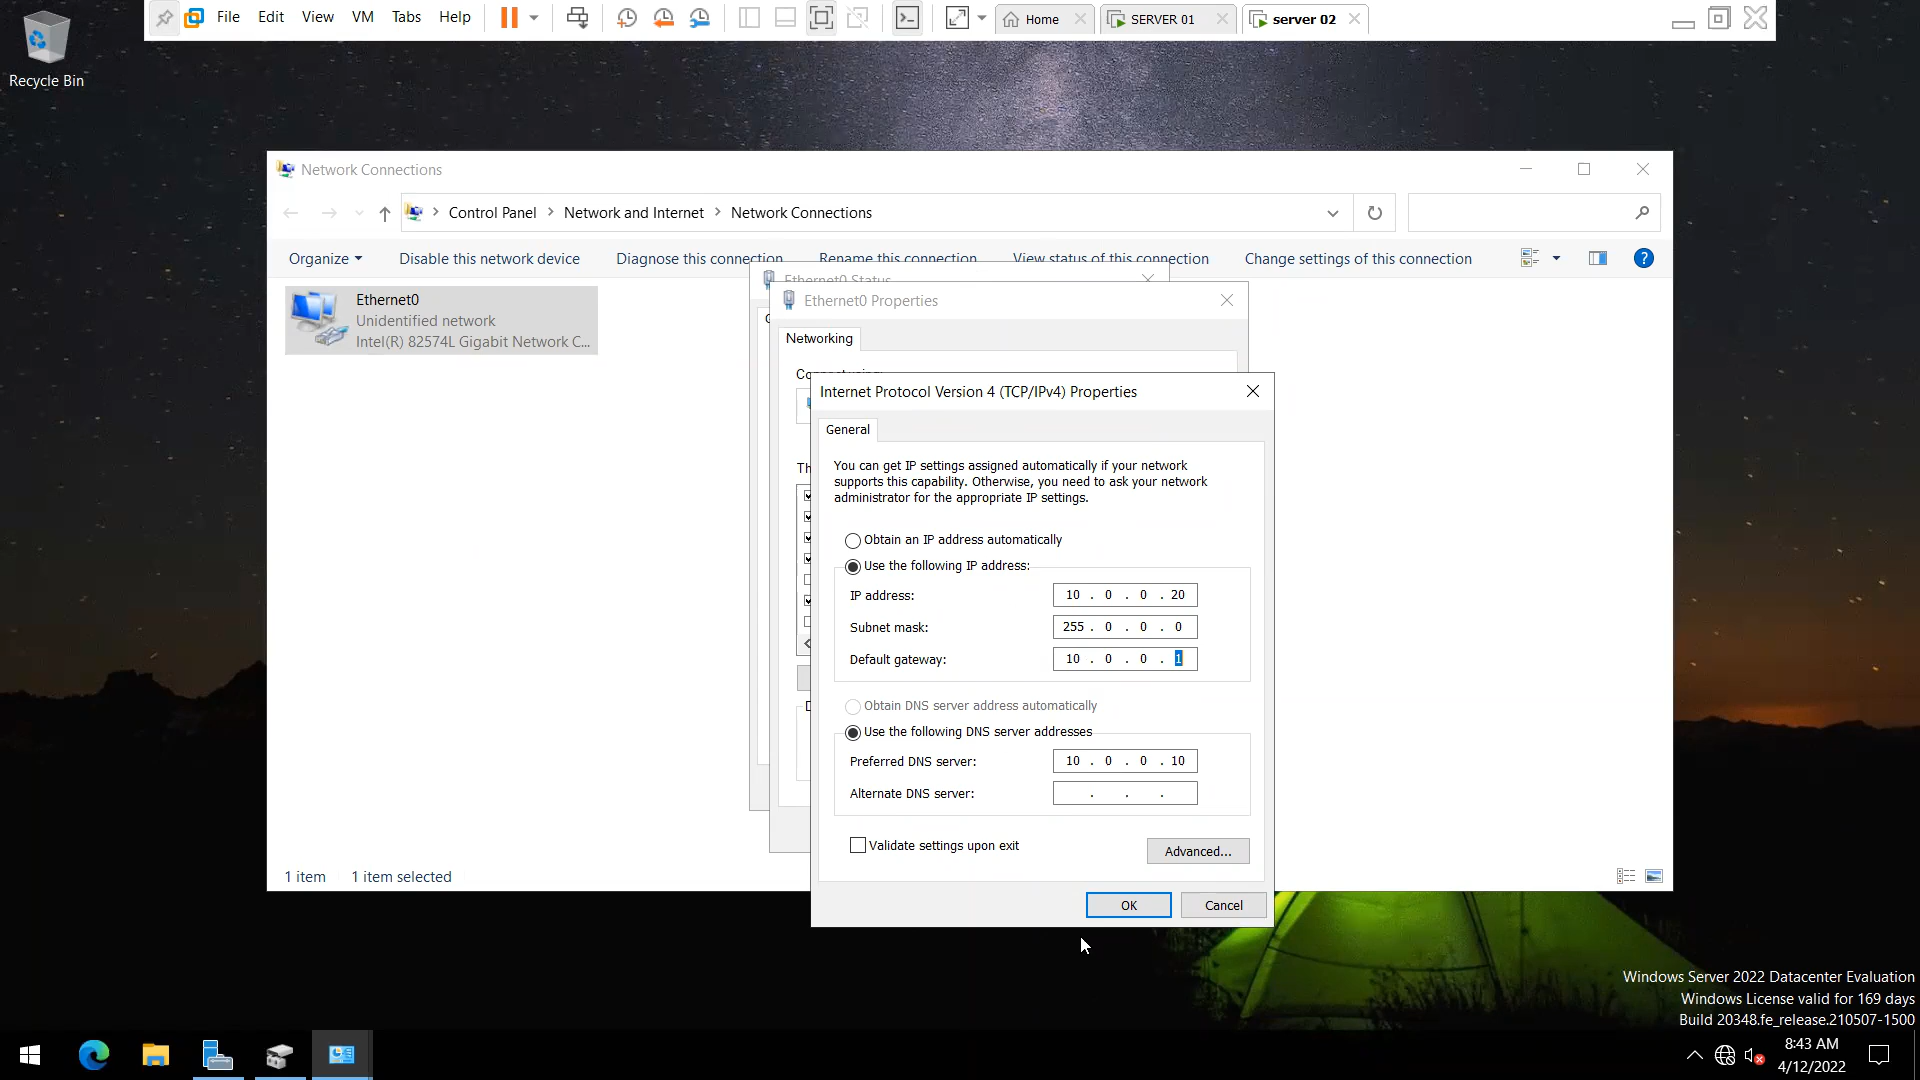 File Edit View VM Tabs Help
Home
SERVER 01
server 02
Recycle Bin
Network Connections
Control Panel > Network and Internet > Network Connections
Organize
Disable this network device
Diagnose this connection
Rename this connection
View status of this connection
Change settings of this connection
Ethernet0
Unidentified network
Intel(R) 82574L Gigabit Network C...
Ethernet0 Status
Ethernet0 Properties
Networking
Internet Protocol Version 4 (TCP/IPv4) Properties
General
You can get IP settings assigned automatically if your network
supports this capability. Otherwise, you need to ask your network
administrator for the appropriate IP settings.
Obtain an IP address automatically
Use the following IP address:
IP address: 10 . 0 . 0 . 20
Subnet mask: 255 . 0 . 0 . 0
Default gateway: 10 . 0 . 0 . 1
Obtain DNS server address automatically
Use the following DNS server addresses
Preferred DNS server: 10 . 0 . 0 . 10
Alternate DNS server: . . .
Validate settings upon exit
Advanced...
OK
Cancel
1 item
1 item selected
Windows Server 2022 Datacenter Evaluation
Windows License valid for 169 days
Build 20348.fe_release.210507-1500
8:43 AM
4/12/2022